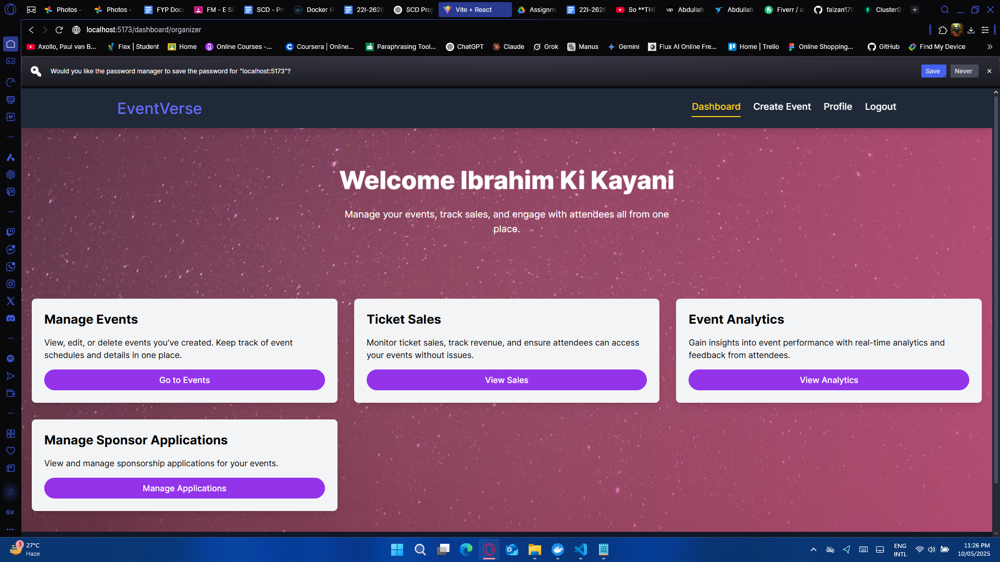 Photos -
Photos -
FYP Docu
FM - E SP
SCD - Pro
Docker H
22I-2626
SCD Proj
Vite + React
Assignme
22I-2626
So **THE
Abdullah
Abdullah
Fiverr / a
faizan175
Cluster0
localhost:5173/dashboard/organizer
Axollo, Paul van B...
Flex | Student
Home
Online Courses -...
Coursera | Online...
Paraphrasing Tool...
ChatGPT
Claude
Grok
Manus
Gemini
Flux AI Online Fre...
Home | Trello
Online Shopping...
GitHub
Find My Device
Would you like the password manager to save the password for "localhost:5173"?
Save
Never
EventVerse
Dashboard
Create Event
Profile
Logout
Welcome Ibrahim Ki Kayani
Manage your events, track sales, and engage with attendees all from one
place.
Manage Events
View, edit, or delete events you've created. Keep track of event
schedules and details in one place.
Go to Events
Ticket Sales
Monitor ticket sales, track revenue, and ensure attendees can access
your events without issues.
View Sales
Event Analytics
Gain insights into event performance with real-time analytics and
feedback from attendees.
View Analytics
Manage Sponsor Applications
View and manage sponsorship applications for your events.
Manage Applications
GX
3
27°C
Haze
ENG
INTL
11:26 PM
10/05/2025